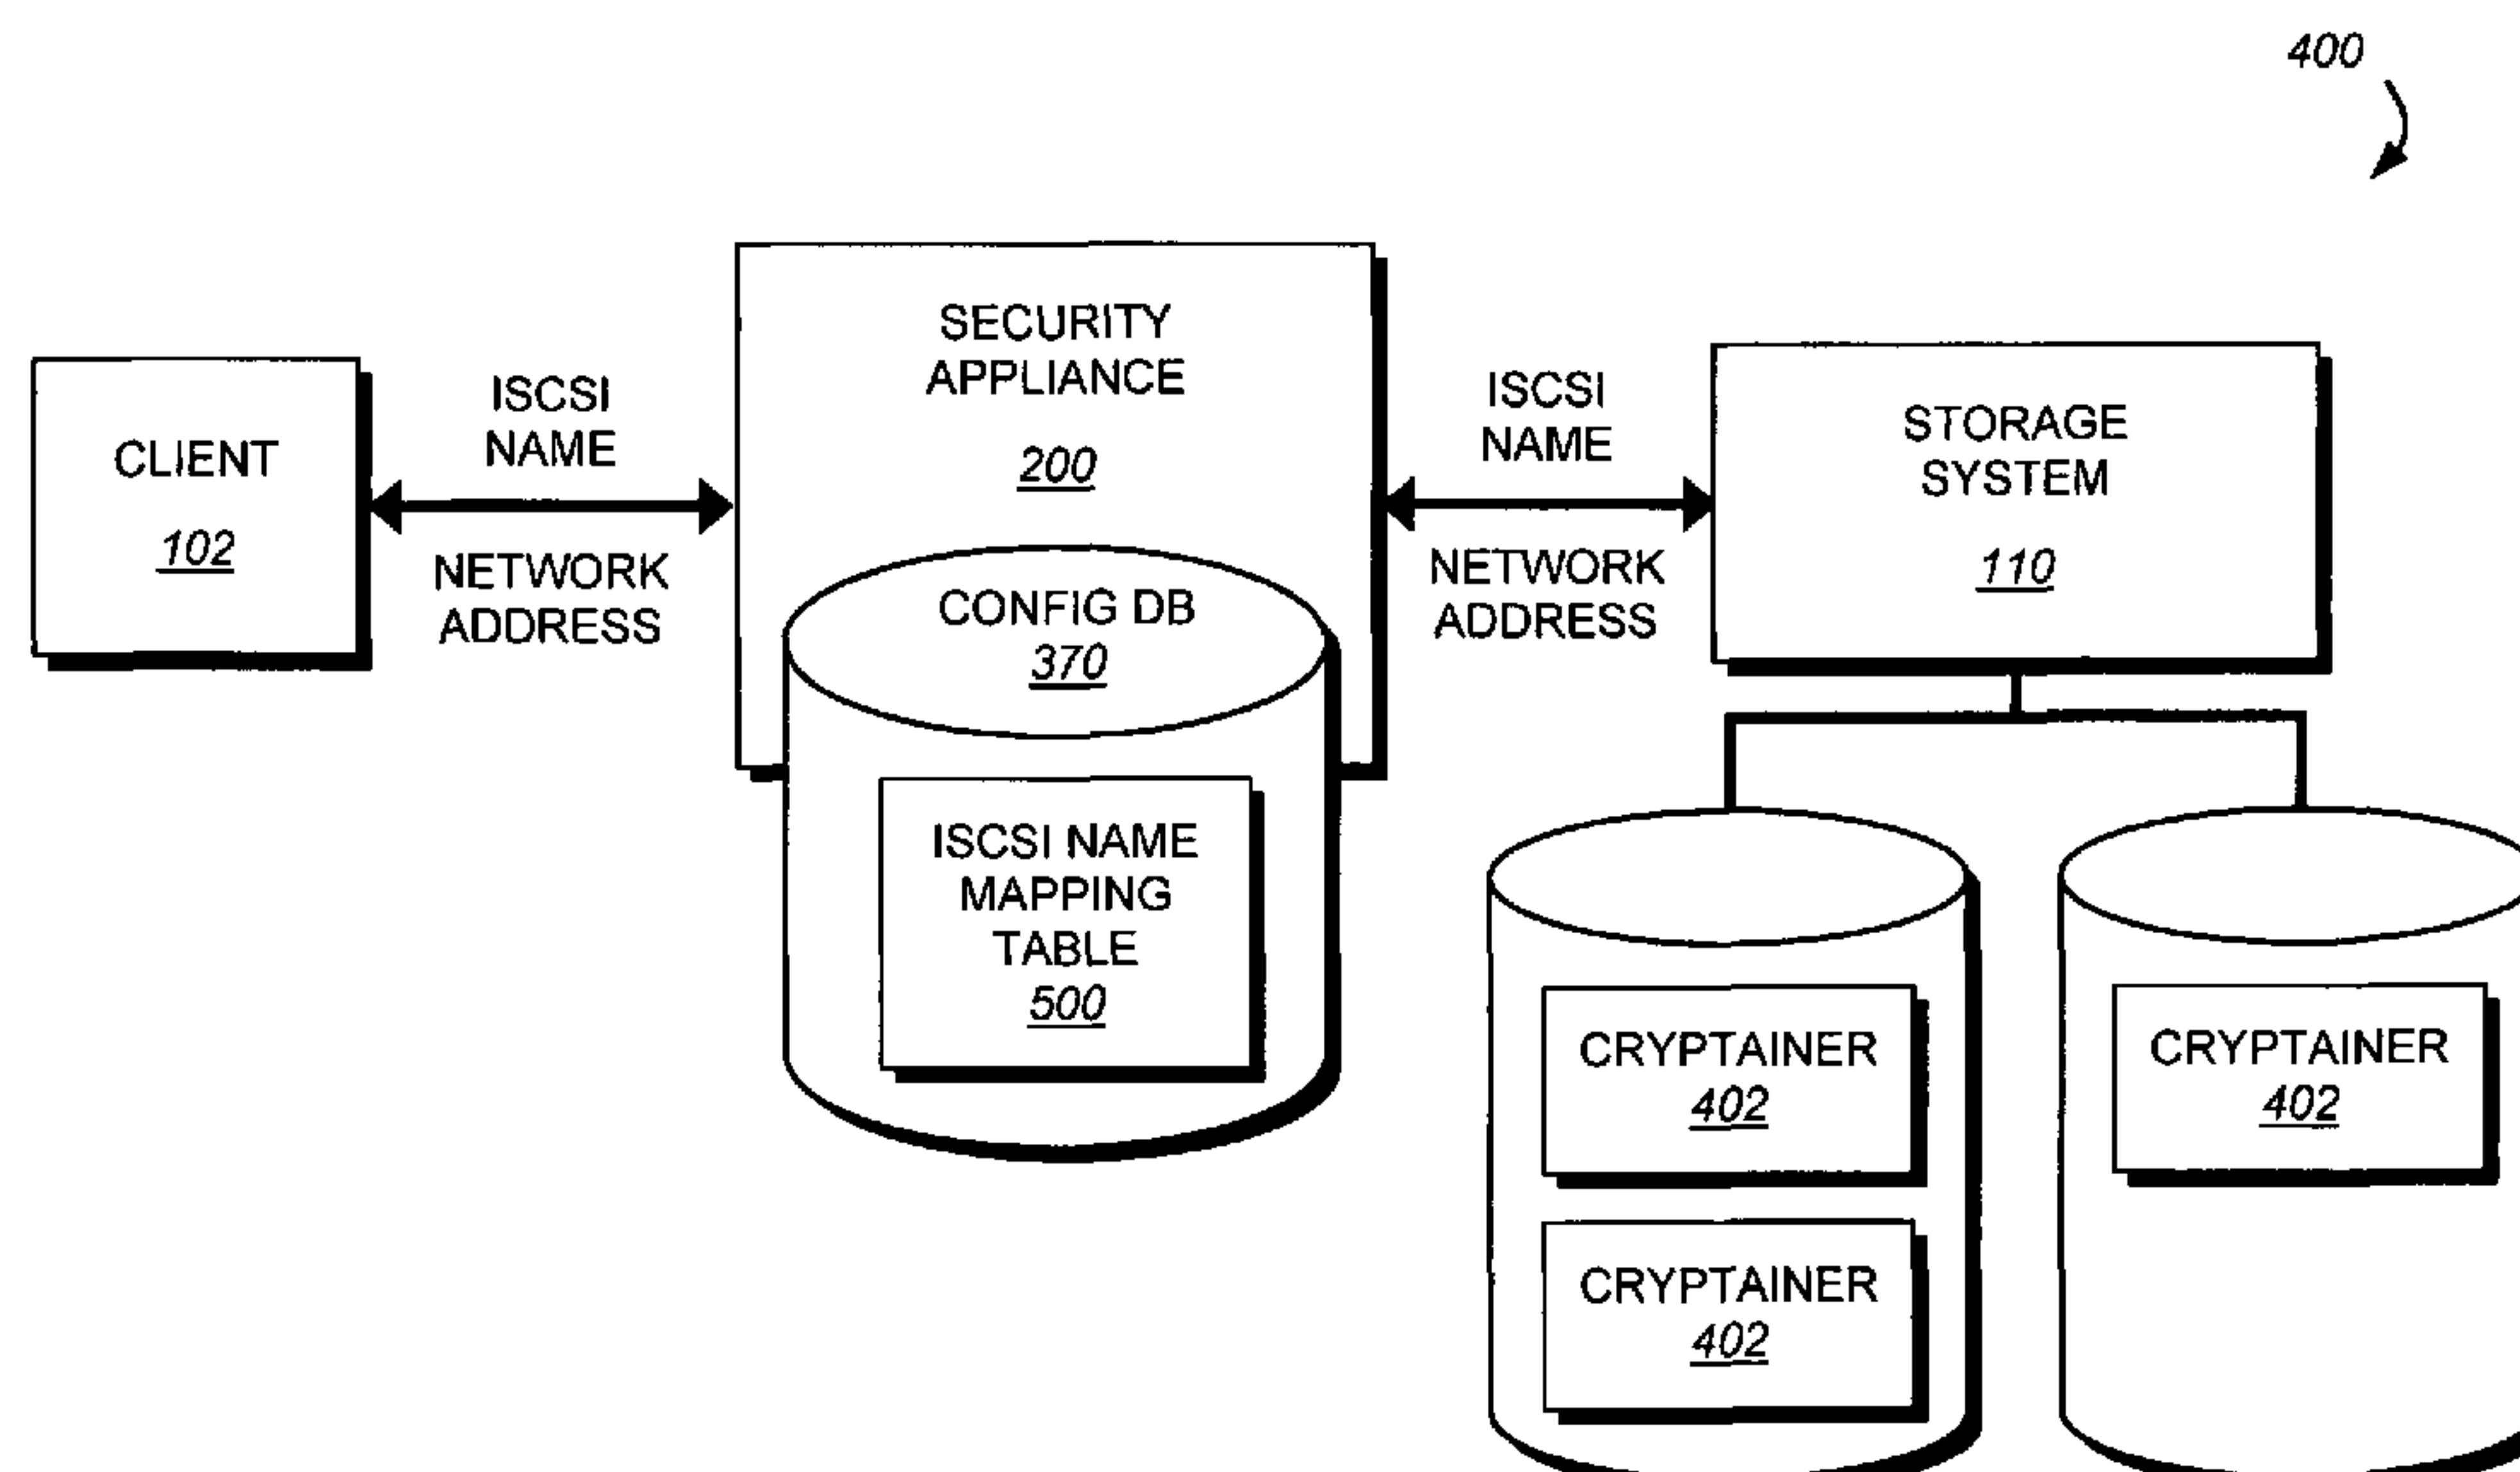 400
CLIENT
102
ISCSI
NAME
NETWORK
ADDRESS
SECURITY
APPLIANCE
200
CONFIG DB
370
ISCSI NAME
MAPPING
TABLE
500
ISCSI
NAME
NETWORK
ADDRESS
STORAGE
SYSTEM
110
CRYPTAINER
402
CRYPTAINER
402
CRYPTAINER
402